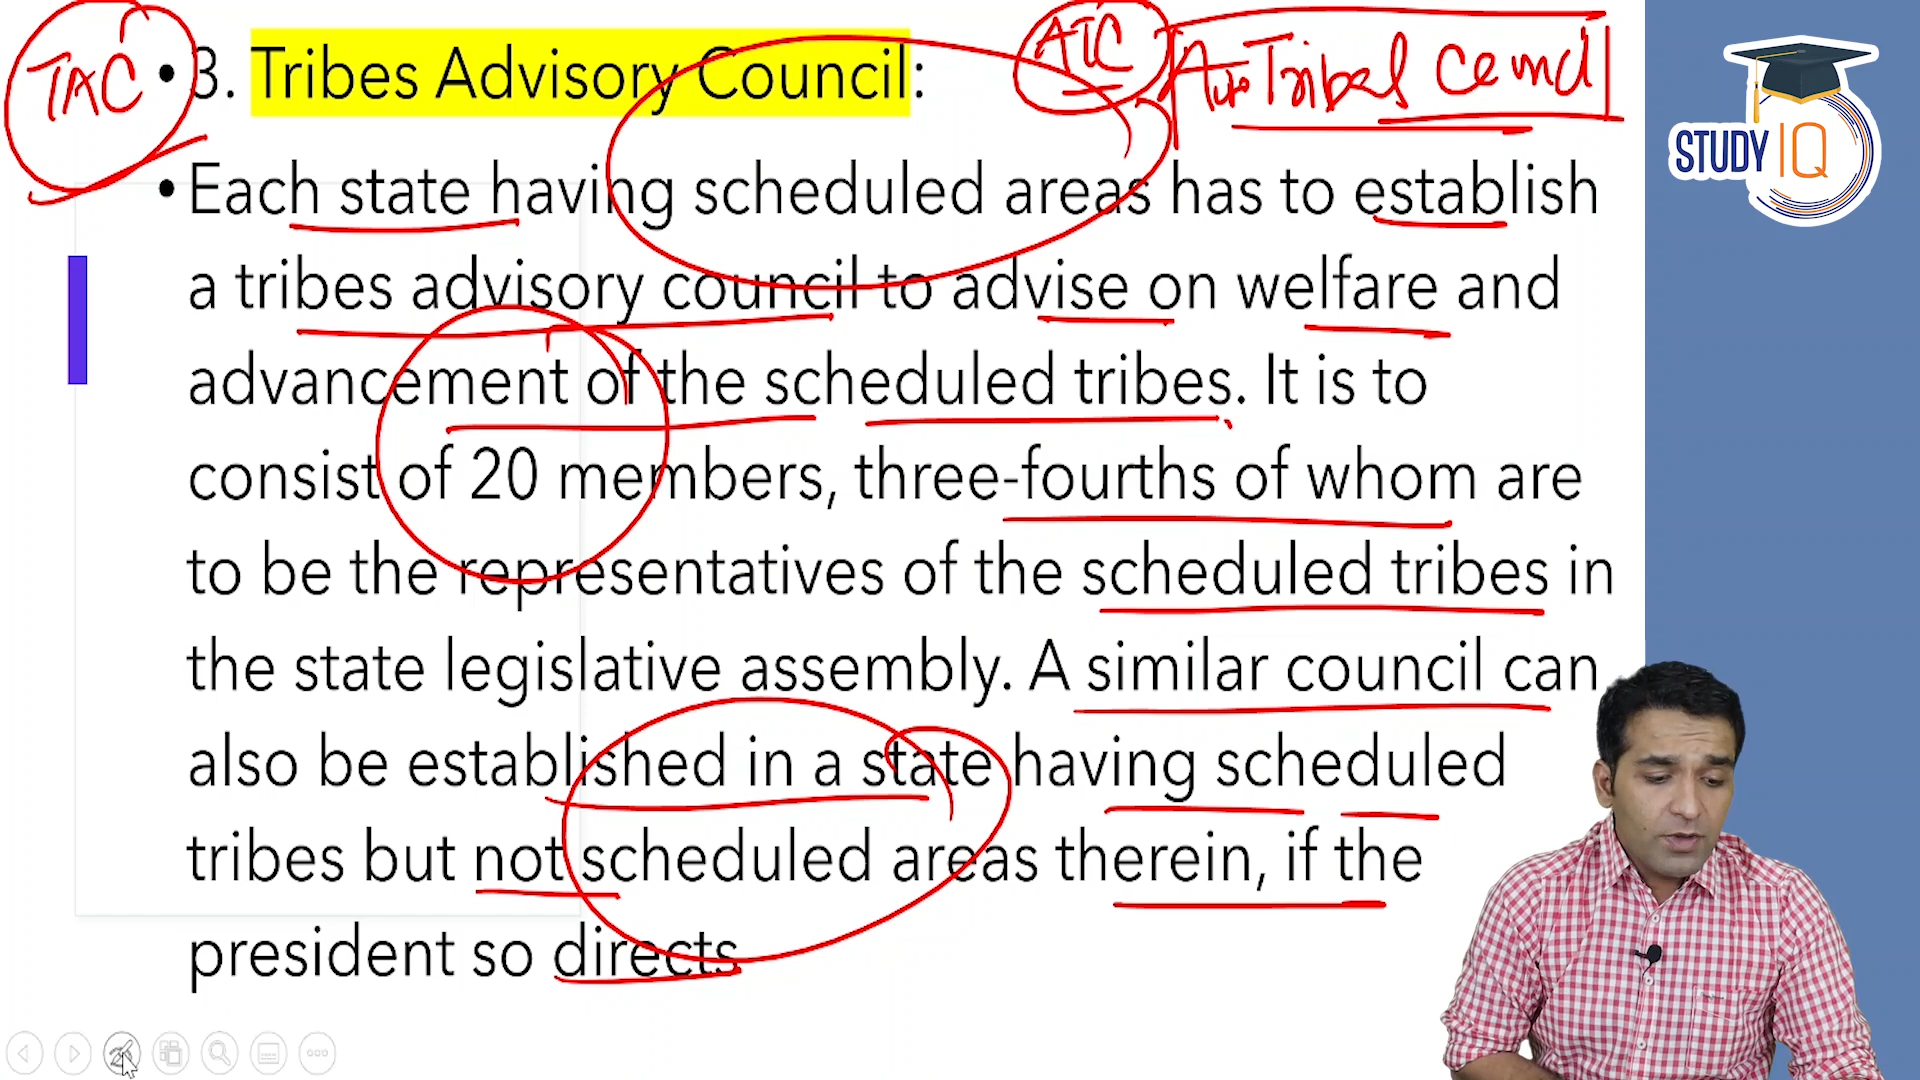 TAC
• 3. Tribes Advisory Council:
ATC
Auto Tribal Council
STUDY IQ
• Each state having scheduled areas has to establish
a tribes advisory council to advise on welfare and
advancement of the scheduled tribes. It is to
consist of 20 members, three-fourths of whom are
to be the representatives of the scheduled tribes in
the state legislative assembly. A similar council can
also be established in a state having scheduled
tribes but not scheduled areas therein, if the
president so directs